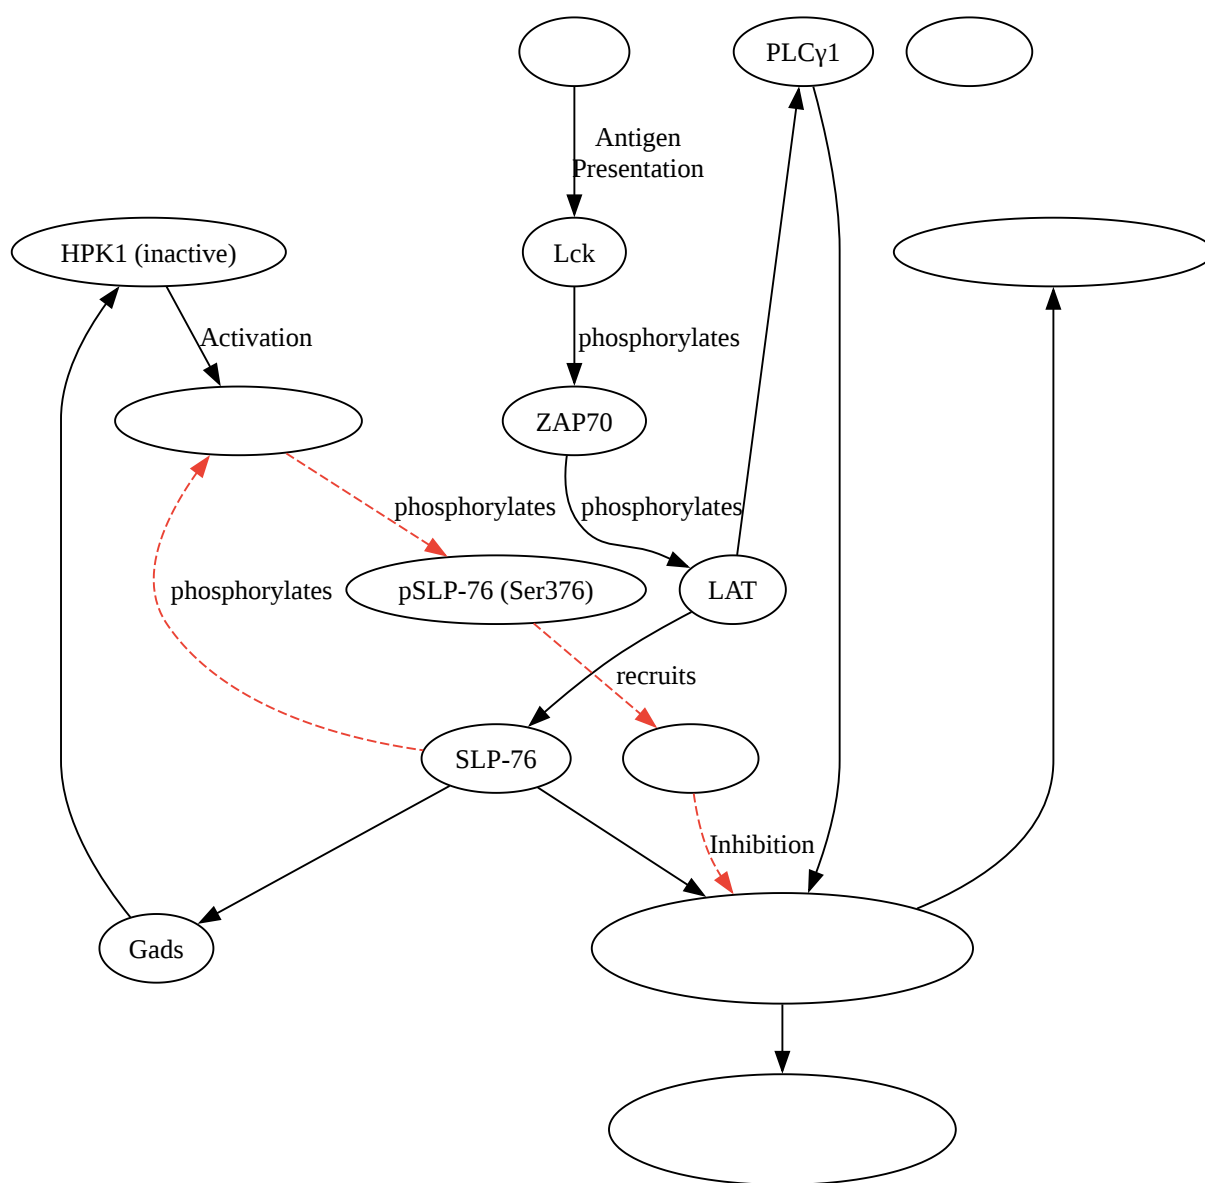 PLCγ1
Antigen
Presentation
HPK1 (inactive)
Lck
Activation
phosphorylates
ZAP70
phosphorylates
phosphorylates
phosphorylates
pSLP-76 (Ser376)
LAT
recruits
SLP-76
Inhibition
Gads